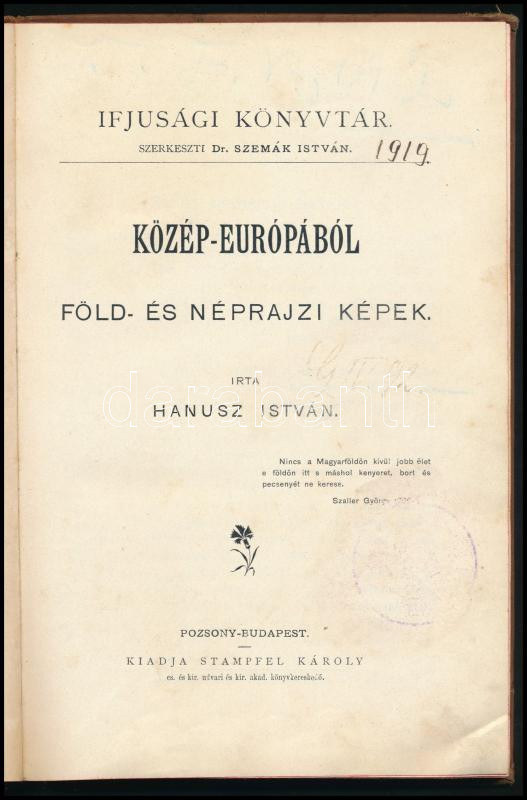 IFJUSÁGI KÖNYVTÁR.
SZERKESZTI Dr. SZEMÁK ISTVÁN.
1919.
KÖZÉP-EURÓPÁBÓL
FÖLD- ÉS NÉPRAJZI KÉPEK.
IRTA
HANUSZ ISTVÁN.
darabanth
Nincs a Magyarföldön kívül jobb élet
e földön itt s máshol kenyeret, bort és
pecsenyét ne keress.
Szaller György
POZSONY-BUDAPEST.
KIADJA STAMPFEL KÁROLY
cs. és kir. udvari és kir. akad. könyvkereskedő.